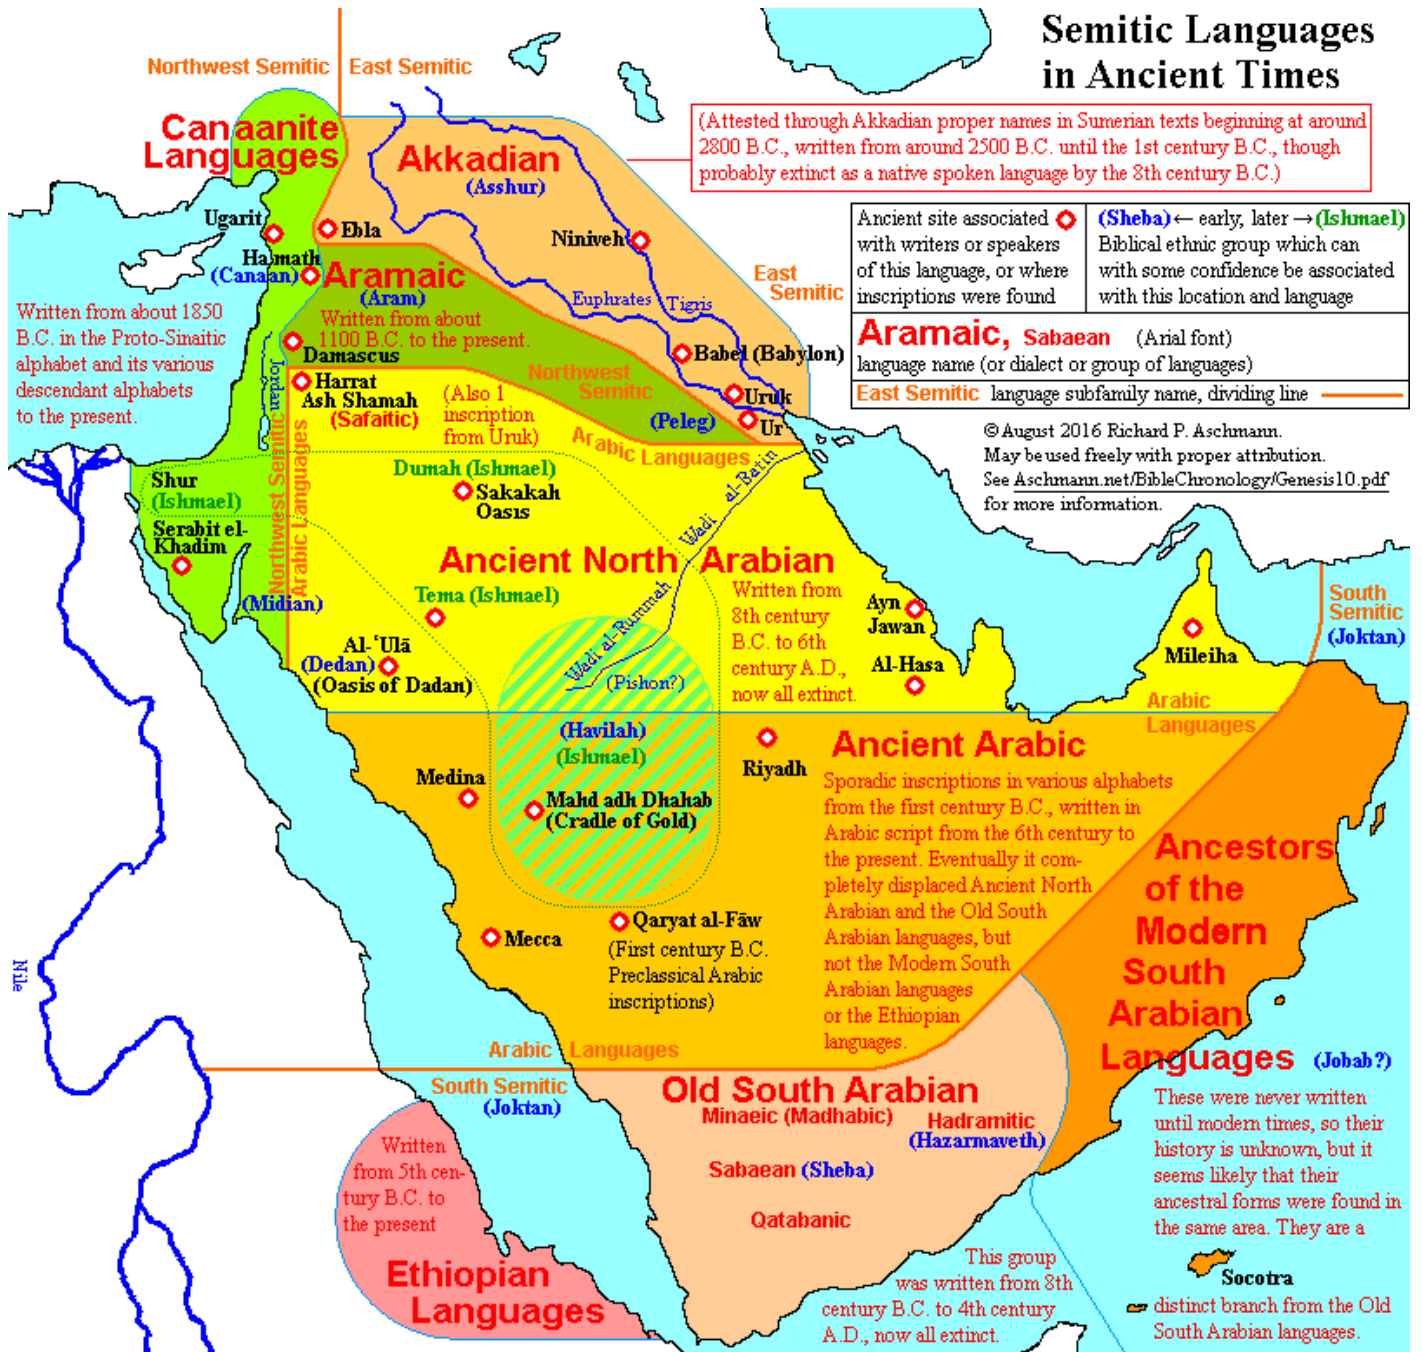 Semitic Languages
in Ancient Times
Northwest Semitic
East Semitic
Canaanite
Languages
Akkadian
(Asshur)
(Attested through Akkadian proper names in Sumerian texts beginning at around
2800 B.C., written from around 2500 B.C. until the 1st century B.C., though
probably extinct as a native spoken language by the 8th century B.C.)
Ancient site associated
with writers or speakers
of this language, or where
inscriptions were found
(Sheba) ← early, later → (Ishmael)
Biblical ethnic group which can
with some confidence be associated
with this location and language
Aramaic, Sabaean (Arial font)
language name (or dialect or group of languages)
East Semitic language subfamily name, dividing line
© August 2016 Richard P. Aschmann.
May be used freely with proper attribution.
See Aschmann.net/BibleChronology/Genesis10.pdf
for more information.
Ugarit
Ebla
Niniveh
Hamath
(Canaan)
Aramaic
(Aram)
Written from about
1100 B.C. to the present.
East
Semitic
Euphrates
Tigris
Written from about 1850
B.C. in the Proto-Sinaitic
alphabet and its various
descendant alphabets
to the present.
Damascus
Jordan
Babel (Babylon)
Northwest
Semitic
Harrat
Ash Shamah
(Safaitic)
(Also 1
inscription
from Uruk)
Uruk
(Peleg)
Ur
Arabic Languages
Northwest Semitic
Arabic Languages
Shur
(Ishmael)
Dumah (Ishmael)
Sakakah
Oasis
Wadi al-Batin
Serabit el-
Khadim
Ancient North Arabian
Written from
8th century
B.C. to 6th
century A.D.,
now all extinct.
(Midian)
Tema (Ishmael)
Wadi al-Rummah
(Pishon?)
Ayn
Jawan
Al-Hasa
Mileiha
South
Semitic
(Joktan)
Al-ʻUlā
(Dedan)
(Oasis of Dadan)
Arabic
Languages
(Havilah)
(Ishmael)
Riyadh
Ancient Arabic
Sporadic inscriptions in various alphabets
from the first century B.C., written in
Arabic script from the 6th century to
the present. Eventually it com-
pletely displaced Ancient North
Arabian and the Old South
Arabian languages, but
not the Modern South
Arabian languages
or the Ethiopian
languages.
Medina
Mahd adh Dhahab
(Cradle of Gold)
Mecca
Qaryat al-Fāw
(First century B.C.
Preclassical Arabic
inscriptions)
Ancestors
of the
Modern
South
Arabian
Languages (Jobab?)
These were never written
until modern times, so their
history is unknown, but it
seems likely that their
ancestral forms were found in
the same area. They are a
Socotra
distinct branch from the Old
South Arabian languages.
Nile
Arabic Languages
South Semitic
(Joktan)
Old South Arabian
Minaeic (Madhabic)
Hadramitic
(Hazarmaveth)
Sabaean (Sheba)
Qatabanic
This group
was written from 8th
century B.C. to 4th century
A.D., now all extinct.
Written
from 5th cen-
tury B.C. to
the present
Ethiopian
Languages